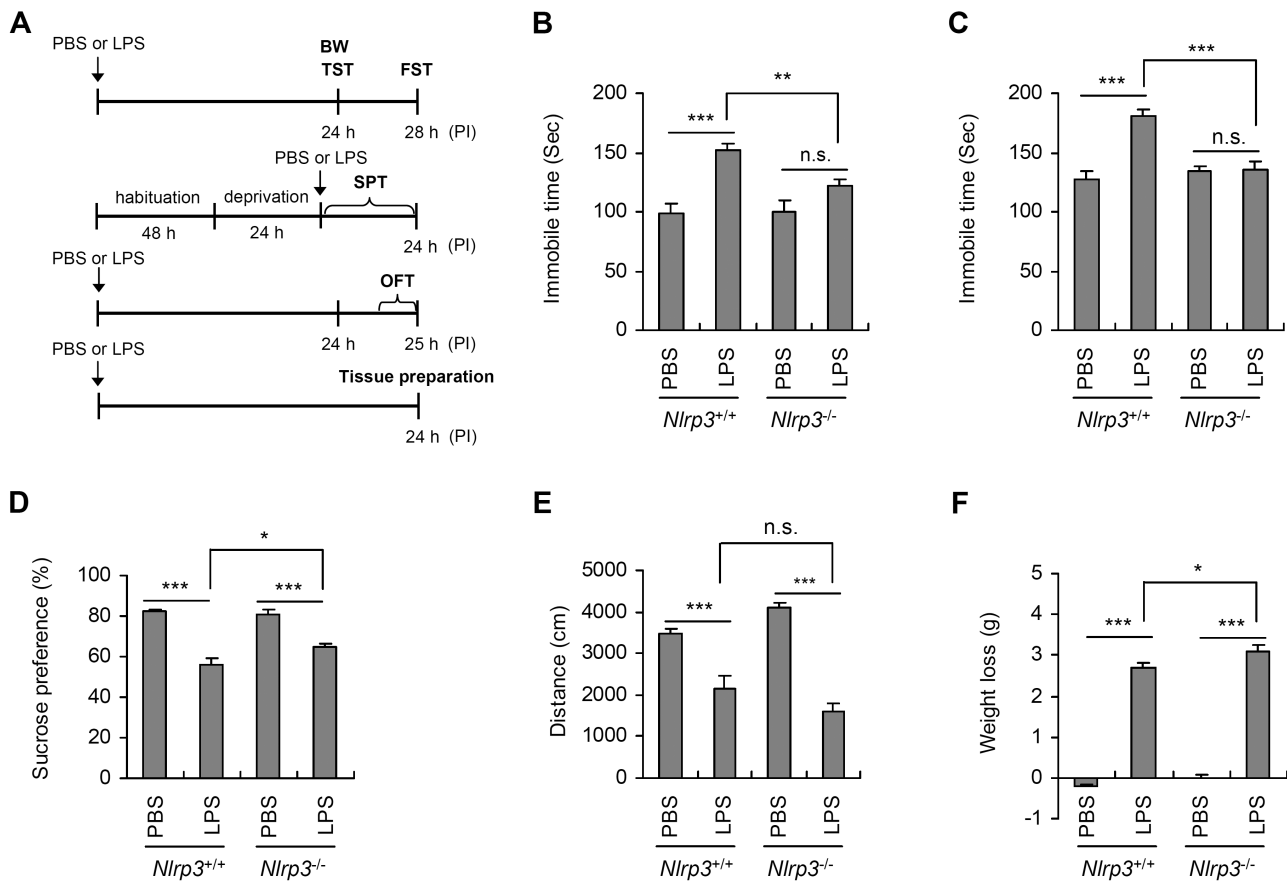 A
PBS or LPS
BW
TST
FST
24 h
28 h (PI)
PBS or LPS
SPT
habituation
deprivation
48 h
24 h
24 h (PI)
PBS or LPS
OFT
24 h
25 h (PI)
PBS or LPS
Tissue preparation
24 h (PI)
B
**
***
n.s.
Immobile time (Sec)
200
150
100
50
0
PBS
LPS
PBS
LPS
Nlrp3+/+
Nlrp3-/-
C
***
***
n.s.
Immobile time (Sec)
200
150
100
50
0
PBS
LPS
PBS
LPS
Nlrp3+/+
Nlrp3-/-
D
*
***
***
Sucrose preference (%)
100
80
60
40
20
0
PBS
LPS
PBS
LPS
Nlrp3+/+
Nlrp3-/-
E
n.s.
***
***
Distance (cm)
5000
4000
3000
2000
1000
0
PBS
LPS
PBS
LPS
Nlrp3+/+
Nlrp3-/-
F
*
***
***
Weight loss (g)
5
4
3
2
1
0
-1
PBS
LPS
PBS
LPS
Nlrp3+/+
Nlrp3-/-